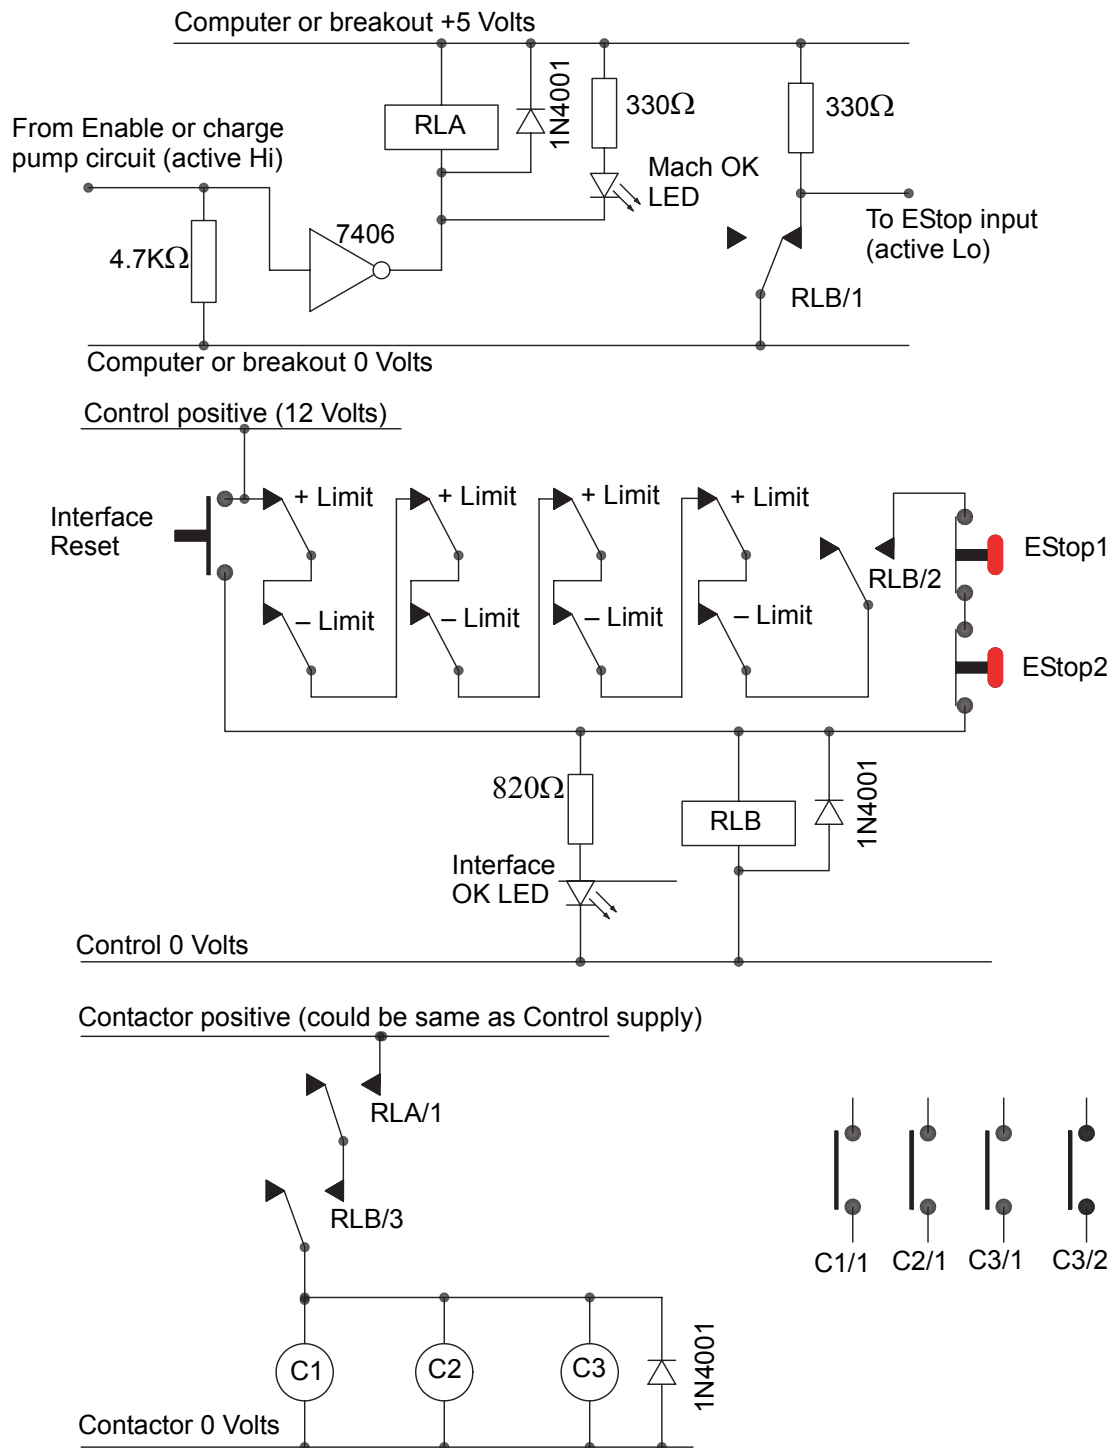 Computer or breakout +5 Volts
1N4001
RLA
330Ω
330Ω
From Enable or charge
pump circuit (active Hi)
Mach OK
LED
7406
4.7KΩ
To EStop input
(active Lo)
RLB/1
Computer or breakout 0 Volts
Control positive (12 Volts)
Interface
Reset
+ Limit
+ Limit
+ Limit
+ Limit
EStop1
RLB/2
– Limit
– Limit
– Limit
– Limit
EStop2
820Ω
RLB
1N4001
Interface
OK LED
Control 0 Volts
Contactor positive (could be same as Control supply)
RLA/1
RLB/3
C1/1
C2/1
C3/1
C3/2
C1
C2
C3
1N4001
Contactor 0 Volts